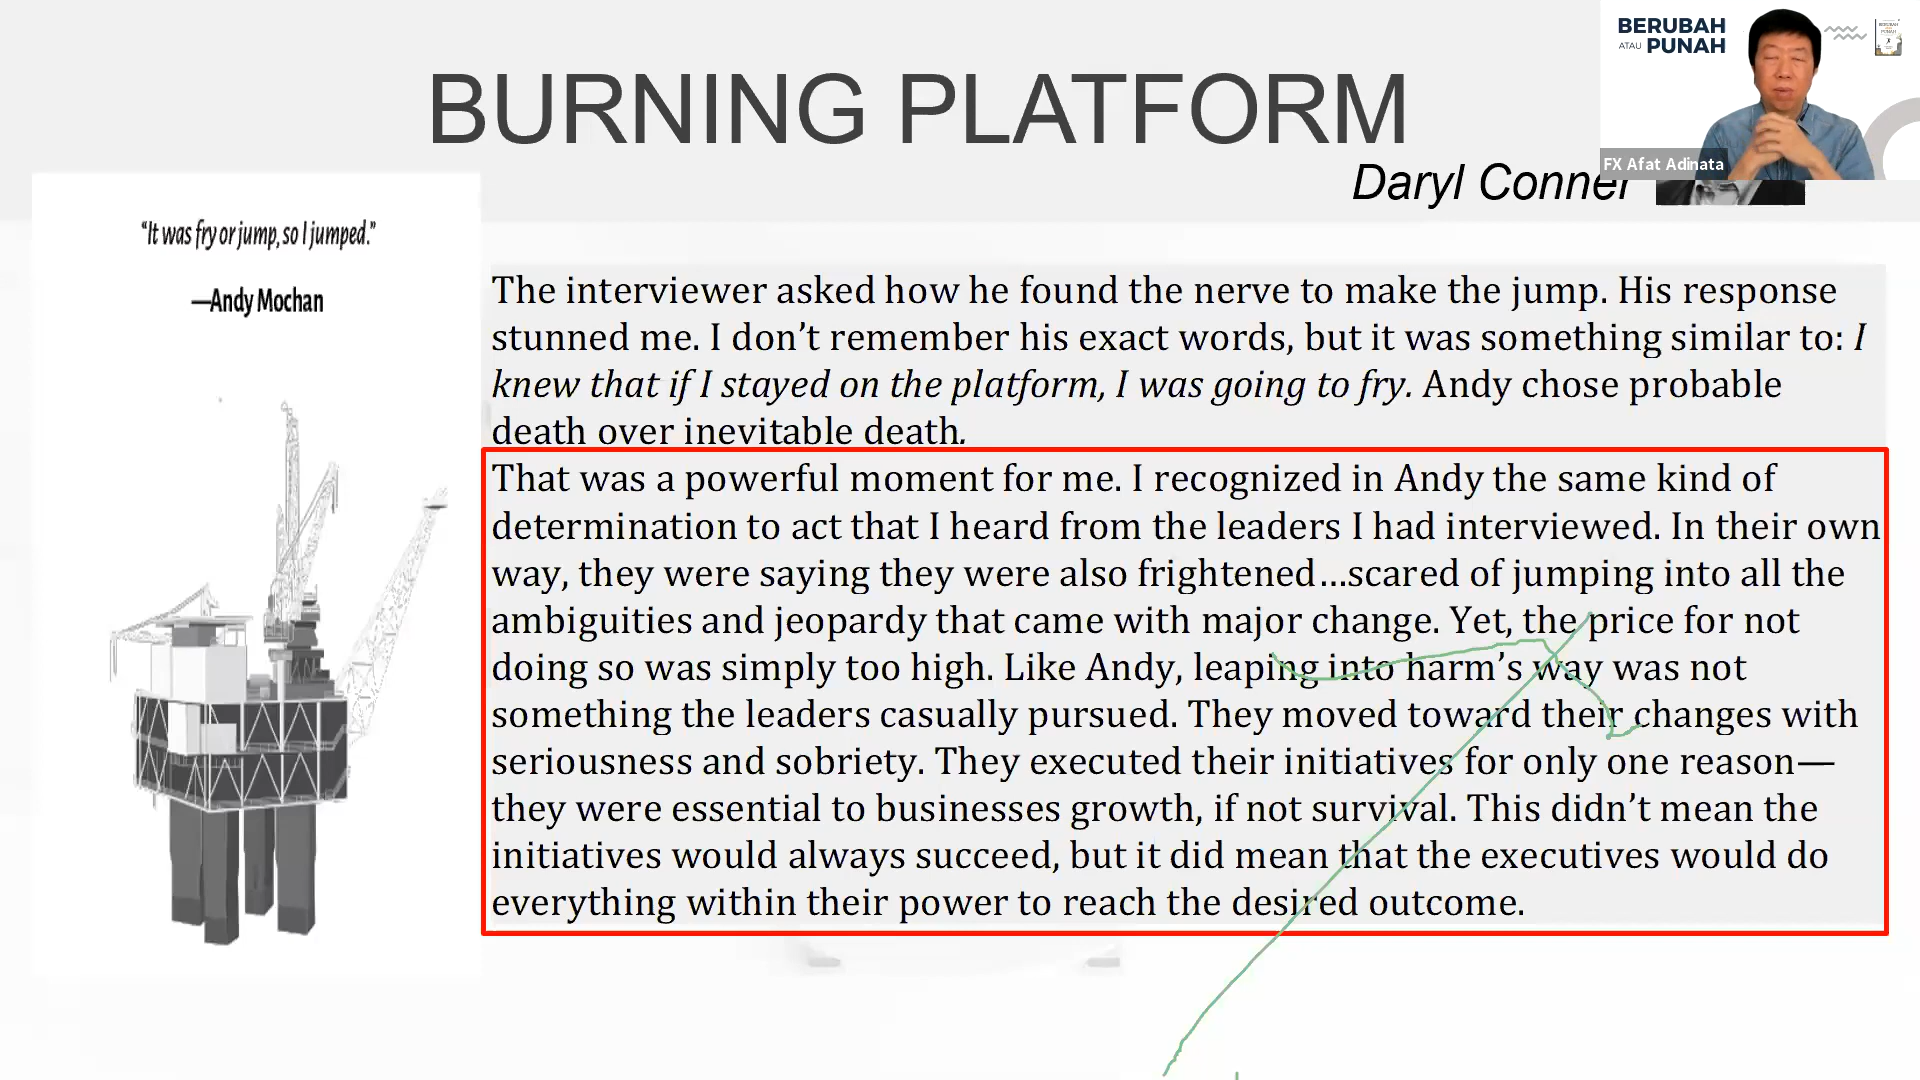 BERUBAH
ATAU PUNAH
BURNING PLATFORM
FX Afat Adinata
Daryl Conner
“It was fry or jump, so I jumped.”
—Andy Mochan
The interviewer asked how he found the nerve to make the jump. His response
stunned me. I don’t remember his exact words, but it was something similar to: I
knew that if I stayed on the platform, I was going to fry. Andy chose probable
death over inevitable death.
That was a powerful moment for me. I recognized in Andy the same kind of
determination to act that I heard from the leaders I had interviewed. In their own
way, they were saying they were also frightened…scared of jumping into all the
ambiguities and jeopardy that came with major change. Yet, the price for not
doing so was simply too high. Like Andy, leaping into harm’s way was not
something the leaders casually pursued. They moved toward their changes with
seriousness and sobriety. They executed their initiatives for only one reason—
they were essential to businesses growth, if not survival. This didn’t mean the
initiatives would always succeed, but it did mean that the executives would do
everything within their power to reach the desired outcome.